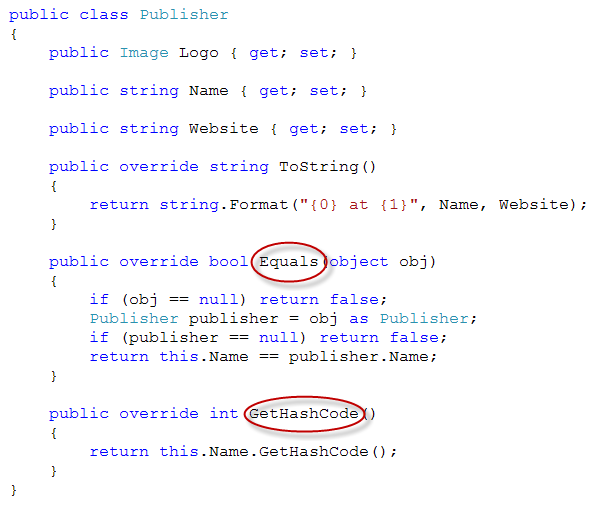 public class Publisher
{
    public Image Logo { get; set; }
    public string Name { get; set; }
    public string Website { get; set; }
    public override string ToString()
    {
        return string.Format("{0} at {1}", Name, Website);
    }
    public override bool Equals(object obj)
    {
        if (obj == null) return false;
        Publisher publisher = obj as Publisher;
        if (publisher == null) return false;
        return this.Name == publisher.Name;
    }
    public override int GetHashCode()
    {
        return this.Name.GetHashCode();
    }
}